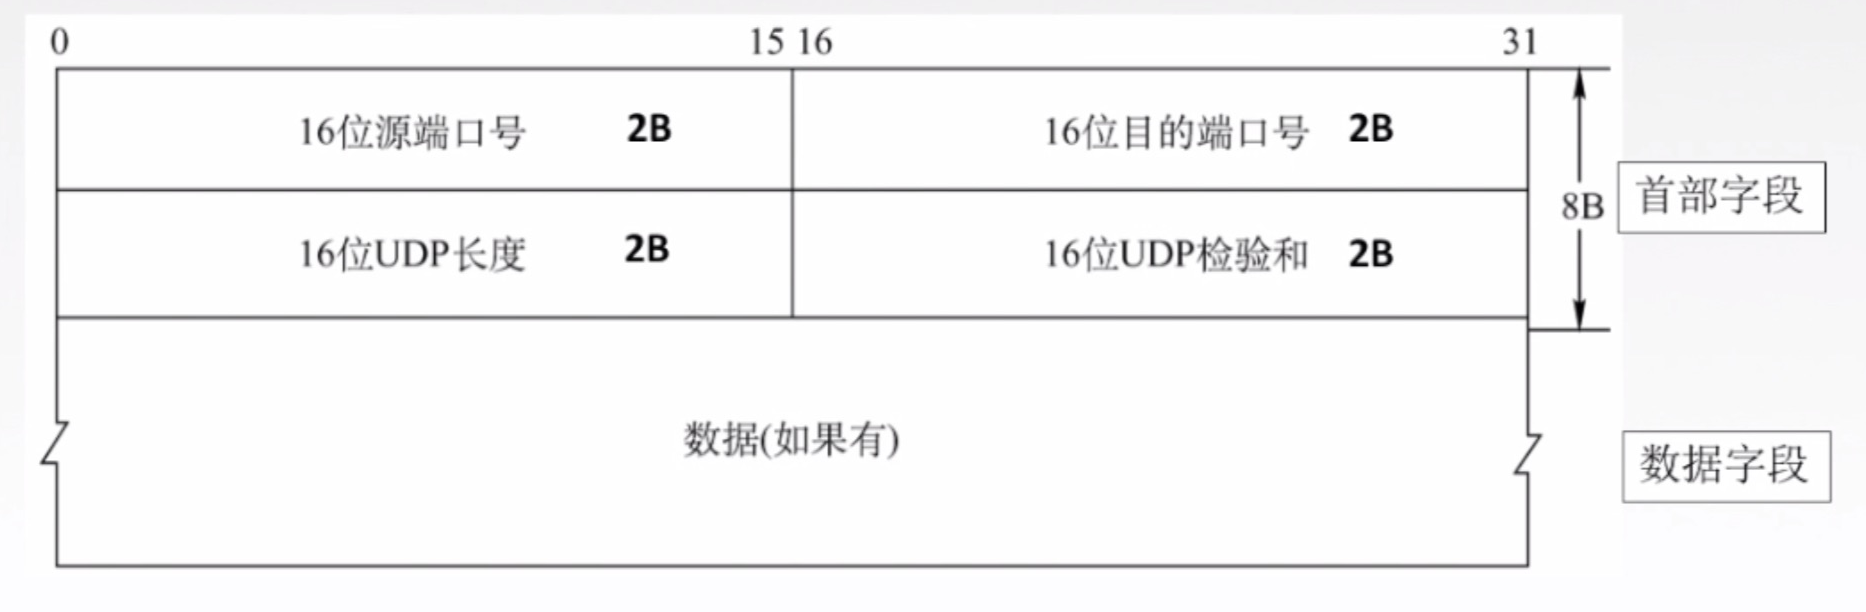 0 15 16 31
16位源端口号 2B 16位目的端口号 2B
首部字段
8B
16位UDP长度 2B 16位UDP检验和 2B
数据(如果有)
数据字段